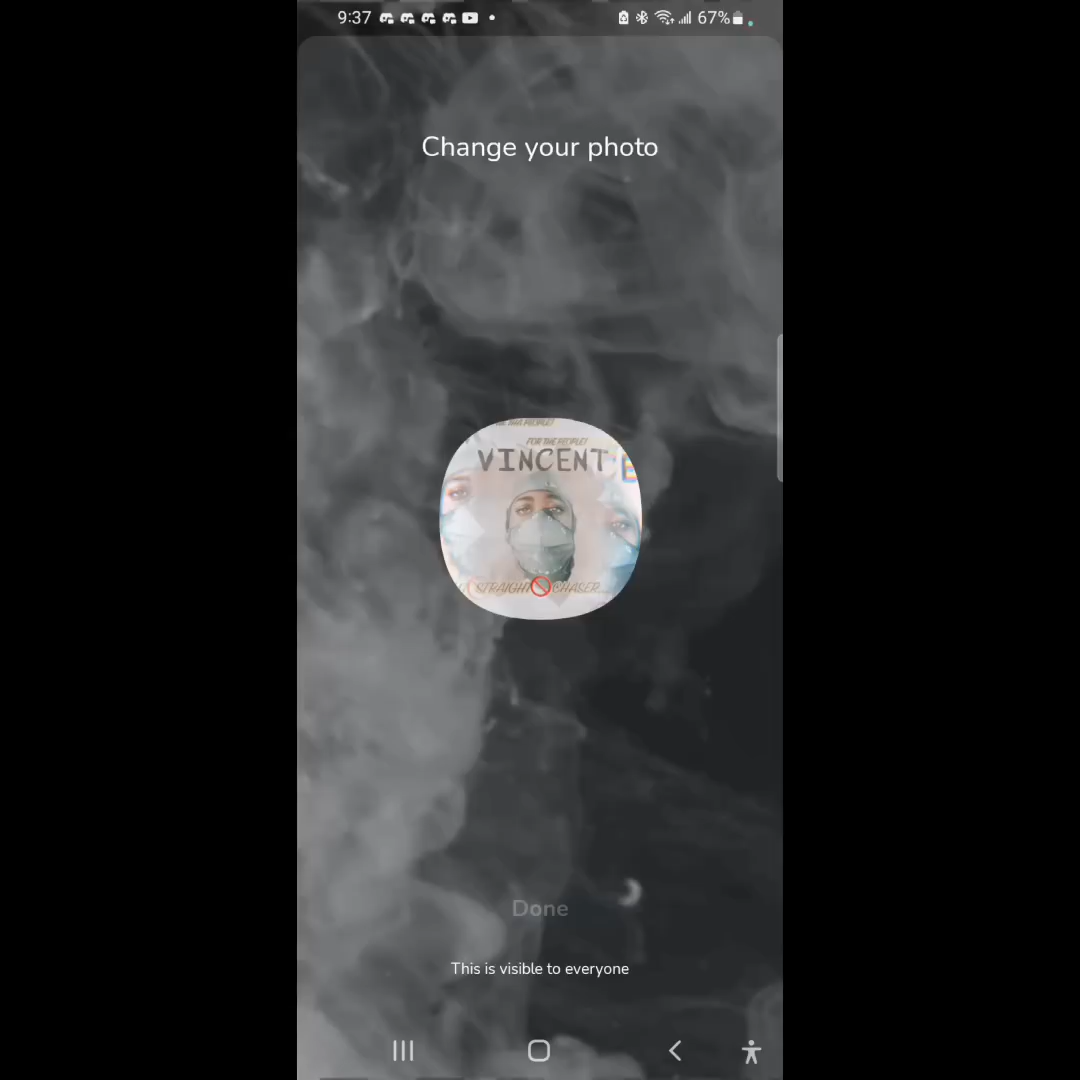 9:37
67%
Change your photo
FOR THE PEOPLE!
VINCENT
STRAIGHT🚫CHASER
Done
This is visible to everyone